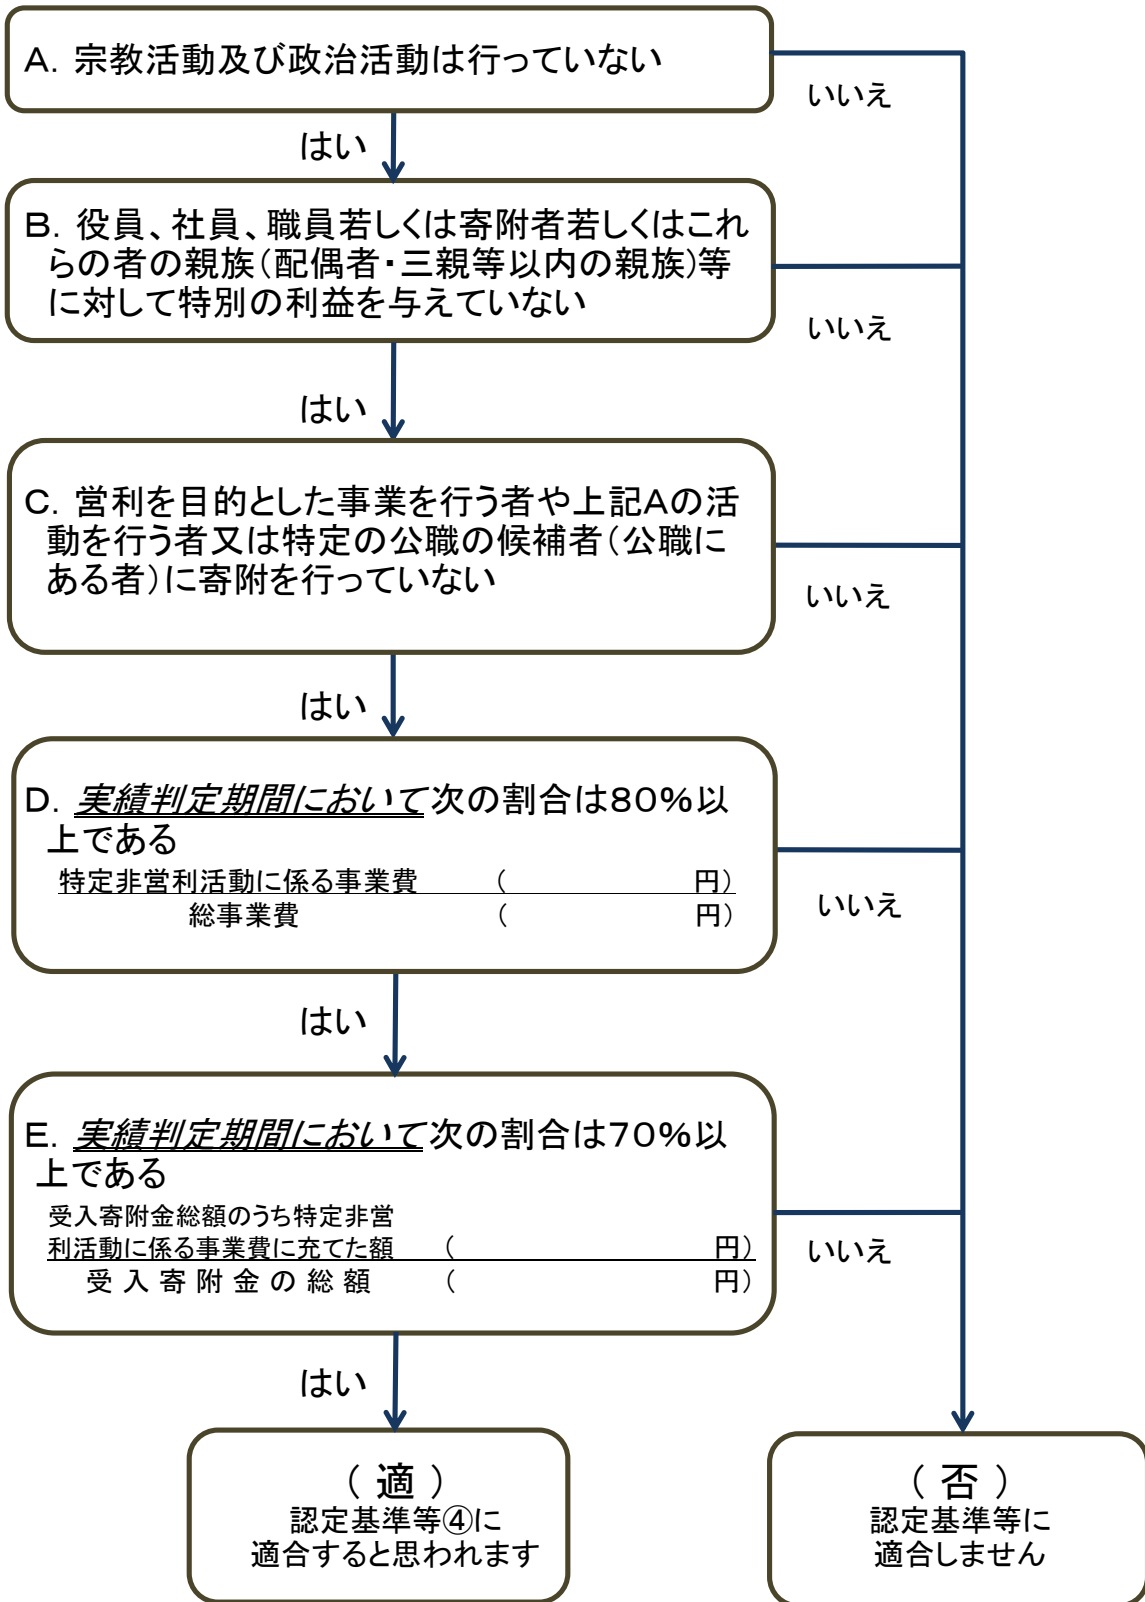 A. 宗教活動及び政治活動は行っていない
いいえ
はい
B. 役員、社員、職員若しくは寄附者若しくはこれ
らの者の親族(配偶者・三親等以内の親族)等
に対して特別の利益を与えていない
いいえ
はい
C. 営利を目的とした事業を行う者や上記Aの活
動を行う者又は特定の公職の候補者(公職に
ある者)に寄附を行っていない
いいえ
はい
D. 実績判定期間において次の割合は80%以
上である
特定非営利活動に係る事業費 ( 円)
総事業費 ( 円)
いいえ
はい
E. 実績判定期間において次の割合は70%以
上である
受入寄附金総額のうち特定非営
利活動に係る事業費に充てた額 ( 円)
受入寄附金の総額 ( 円)
いいえ
はい
(適)
認定基準等④に
適合すると思われます
(否)
認定基準等に
適合しません